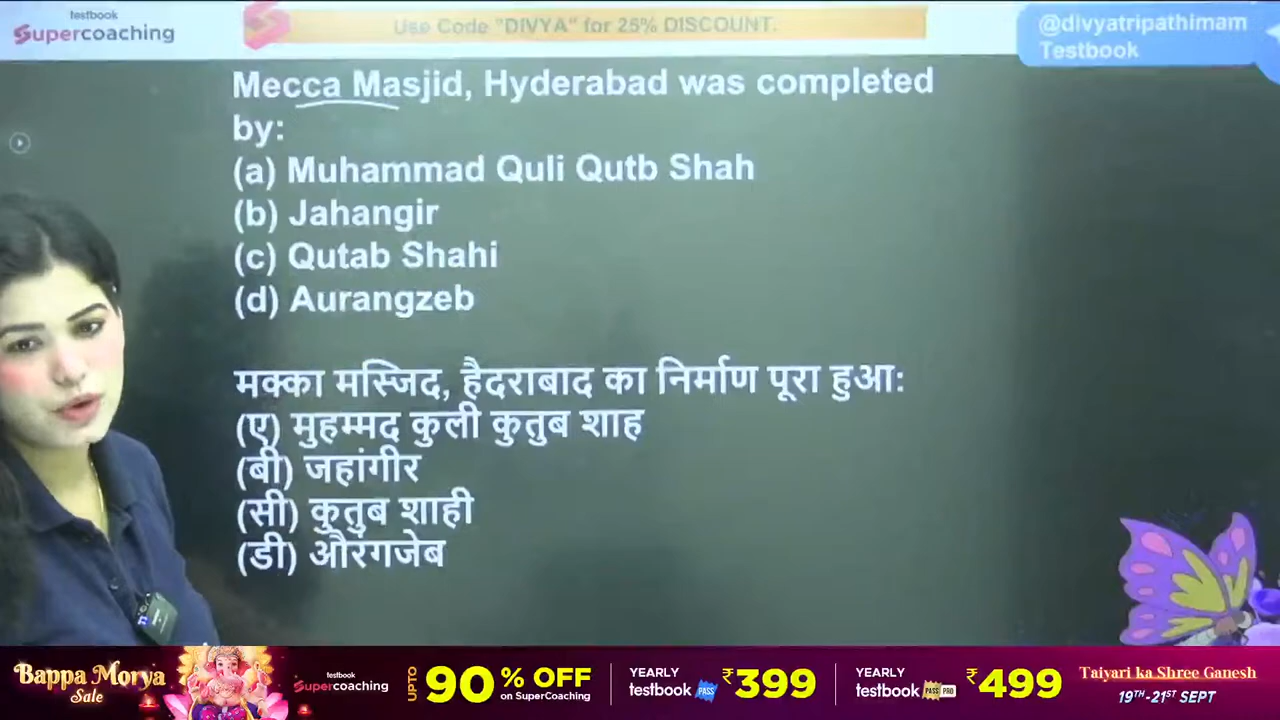 testbook
Supercoaching
Use Code "DIVYA" for 25% DISCOUNT.
@divyatripathimam
Testbook
Mecca Masjid, Hyderabad was completed
by:
(a) Muhammad Quli Qutb Shah
(b) Jahangir
(c) Qutab Shahi
(d) Aurangzeb
मक्का मस्जिद, हैदराबाद का निर्माण पूरा हुआ:
(ए) मुहम्मद कुली कुतुब शाह
(बी) जहांगीर
(सी) कुतुब शाही
(डी) औरंगजेब
Bappa Morya
Sale
testbook
Supercoaching
UPTO 90% OFF
on SuperCoaching
YEARLY
testbook PASS
₹399
YEARLY
testbook PASS PRO
₹499
Taiyari ka Shree Ganesh
19TH-21ST SEPT